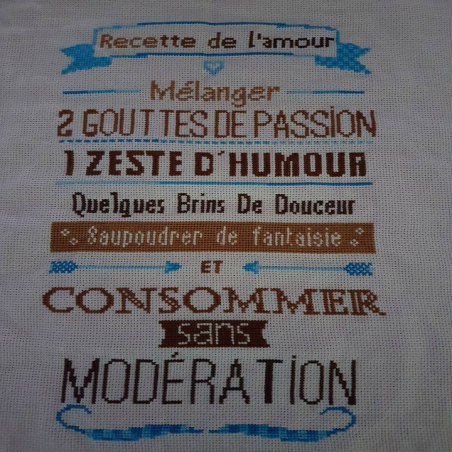 Recette de l'amour
Mélanger
2 GOUTTES DE PASSION
1 ZESTE D'HUMOUR
Quelques Brins De Douceur
Saupoudrer de fantaisie
ET
CONSOMMER
sans
MODÉRATION